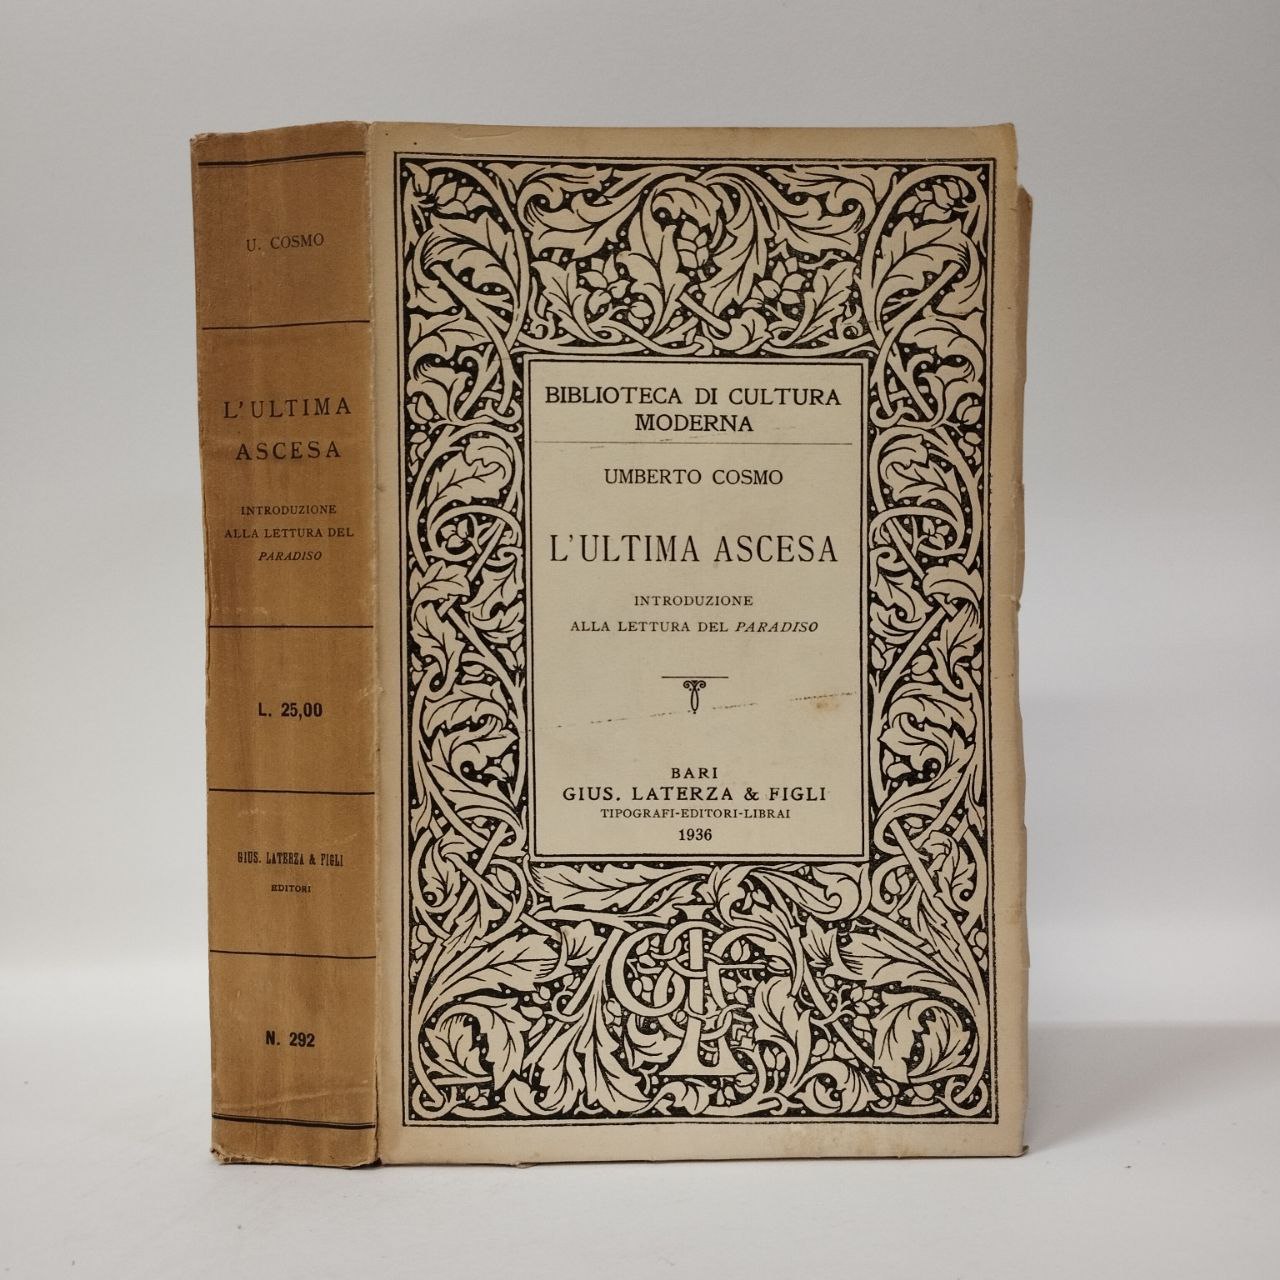 U. COSMO
L'ULTIMA
ASCESA
INTRODUZIONE
ALLA LETTURA DEL
PARADISO
L. 25,00
GIUS. LATERZA & FIGLI
EDITORI
N. 292
BIBLIOTECA DI CULTURA
MODERNA
UMBERTO COSMO
L'ULTIMA ASCESA
INTRODUZIONE
ALLA LETTURA DEL PARADISO
BARI
GIUS. LATERZA & FIGLI
TIPOGRAFI-EDITORI-LIBRAI
1936